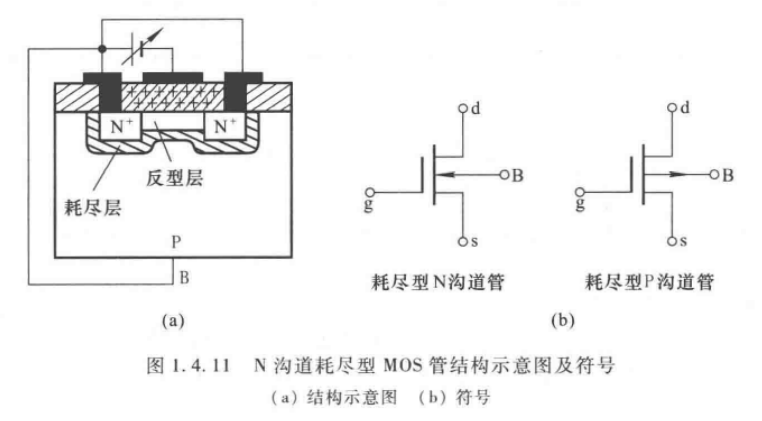 + + + + + +
+ + + + + +
N⁺ N⁺
反型层
耗尽层
P
B
(a)
d
B
g
s
耗尽型N沟道管
d
B
g
s
耗尽型P沟道管
(b)
图 1.4.11 N 沟道耗尽型 MOS 管结构示意图及符号
(a) 结构示意图 (b) 符号